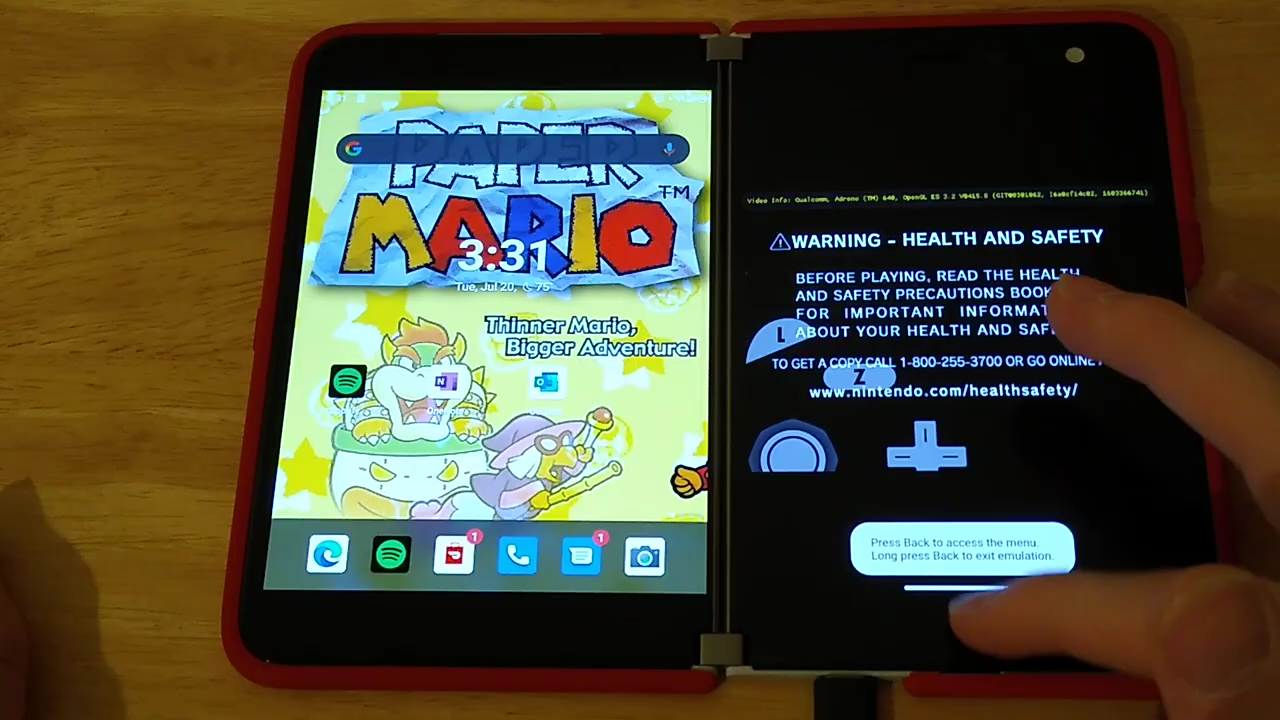 PAPER
MARIO
TM
3:31
Tue, Jul 20,
75°
Thinner Mario,
Bigger Adventure!
N
1
1
WARNING - HEALTH AND SAFETY
BEFORE PLAYING, READ THE HEALTH
AND SAFETY PRECAUTIONS
FOR IMPORTANT
ABOUT YOUR HEALTH AND
TO GET A COPY CALL 1-800-255-3700 OR GO ONLINE
www.nintendo.com/healthsafety/
L
Z
Press Back to access the menu.
Long press Back to exit emulation.